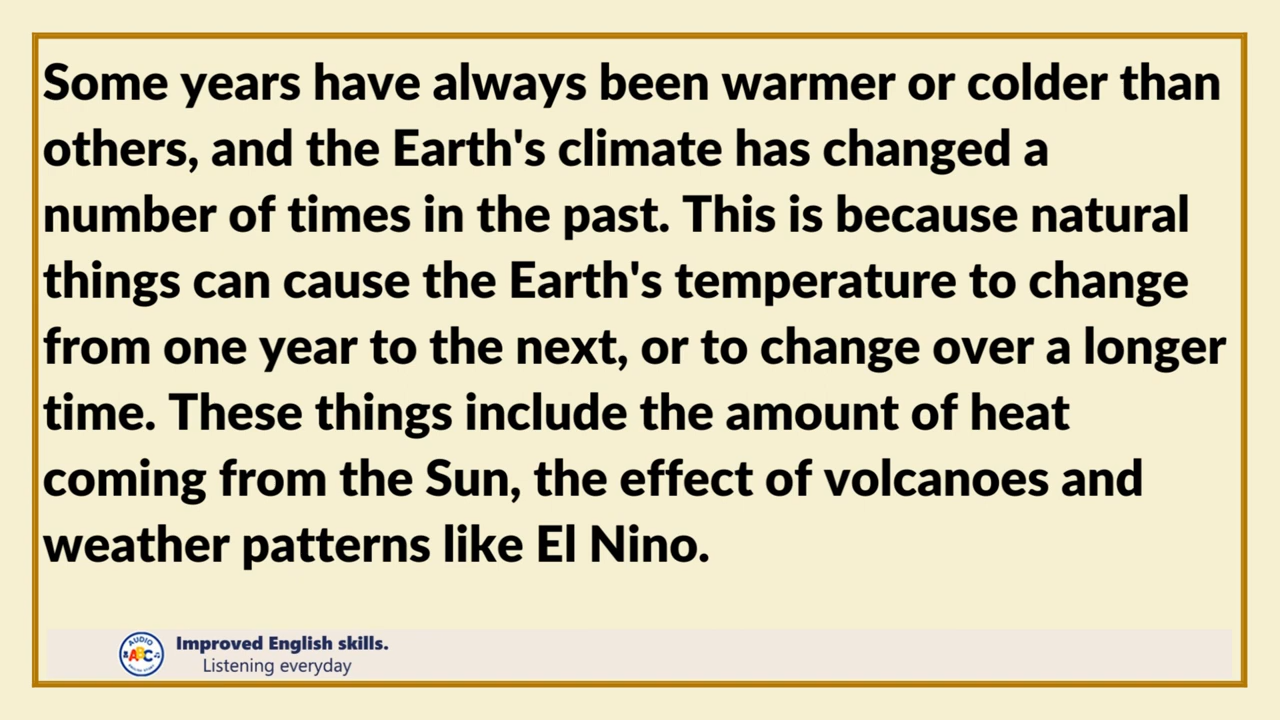 Some years have always been warmer or colder than
others, and the Earth's climate has changed a
number of times in the past. This is because natural
things can cause the Earth's temperature to change
from one year to the next, or to change over a longer
time. These things include the amount of heat
coming from the Sun, the effect of volcanoes and
weather patterns like El Nino.
AUDIO
ABC
Improved English skills.
Listening everyday